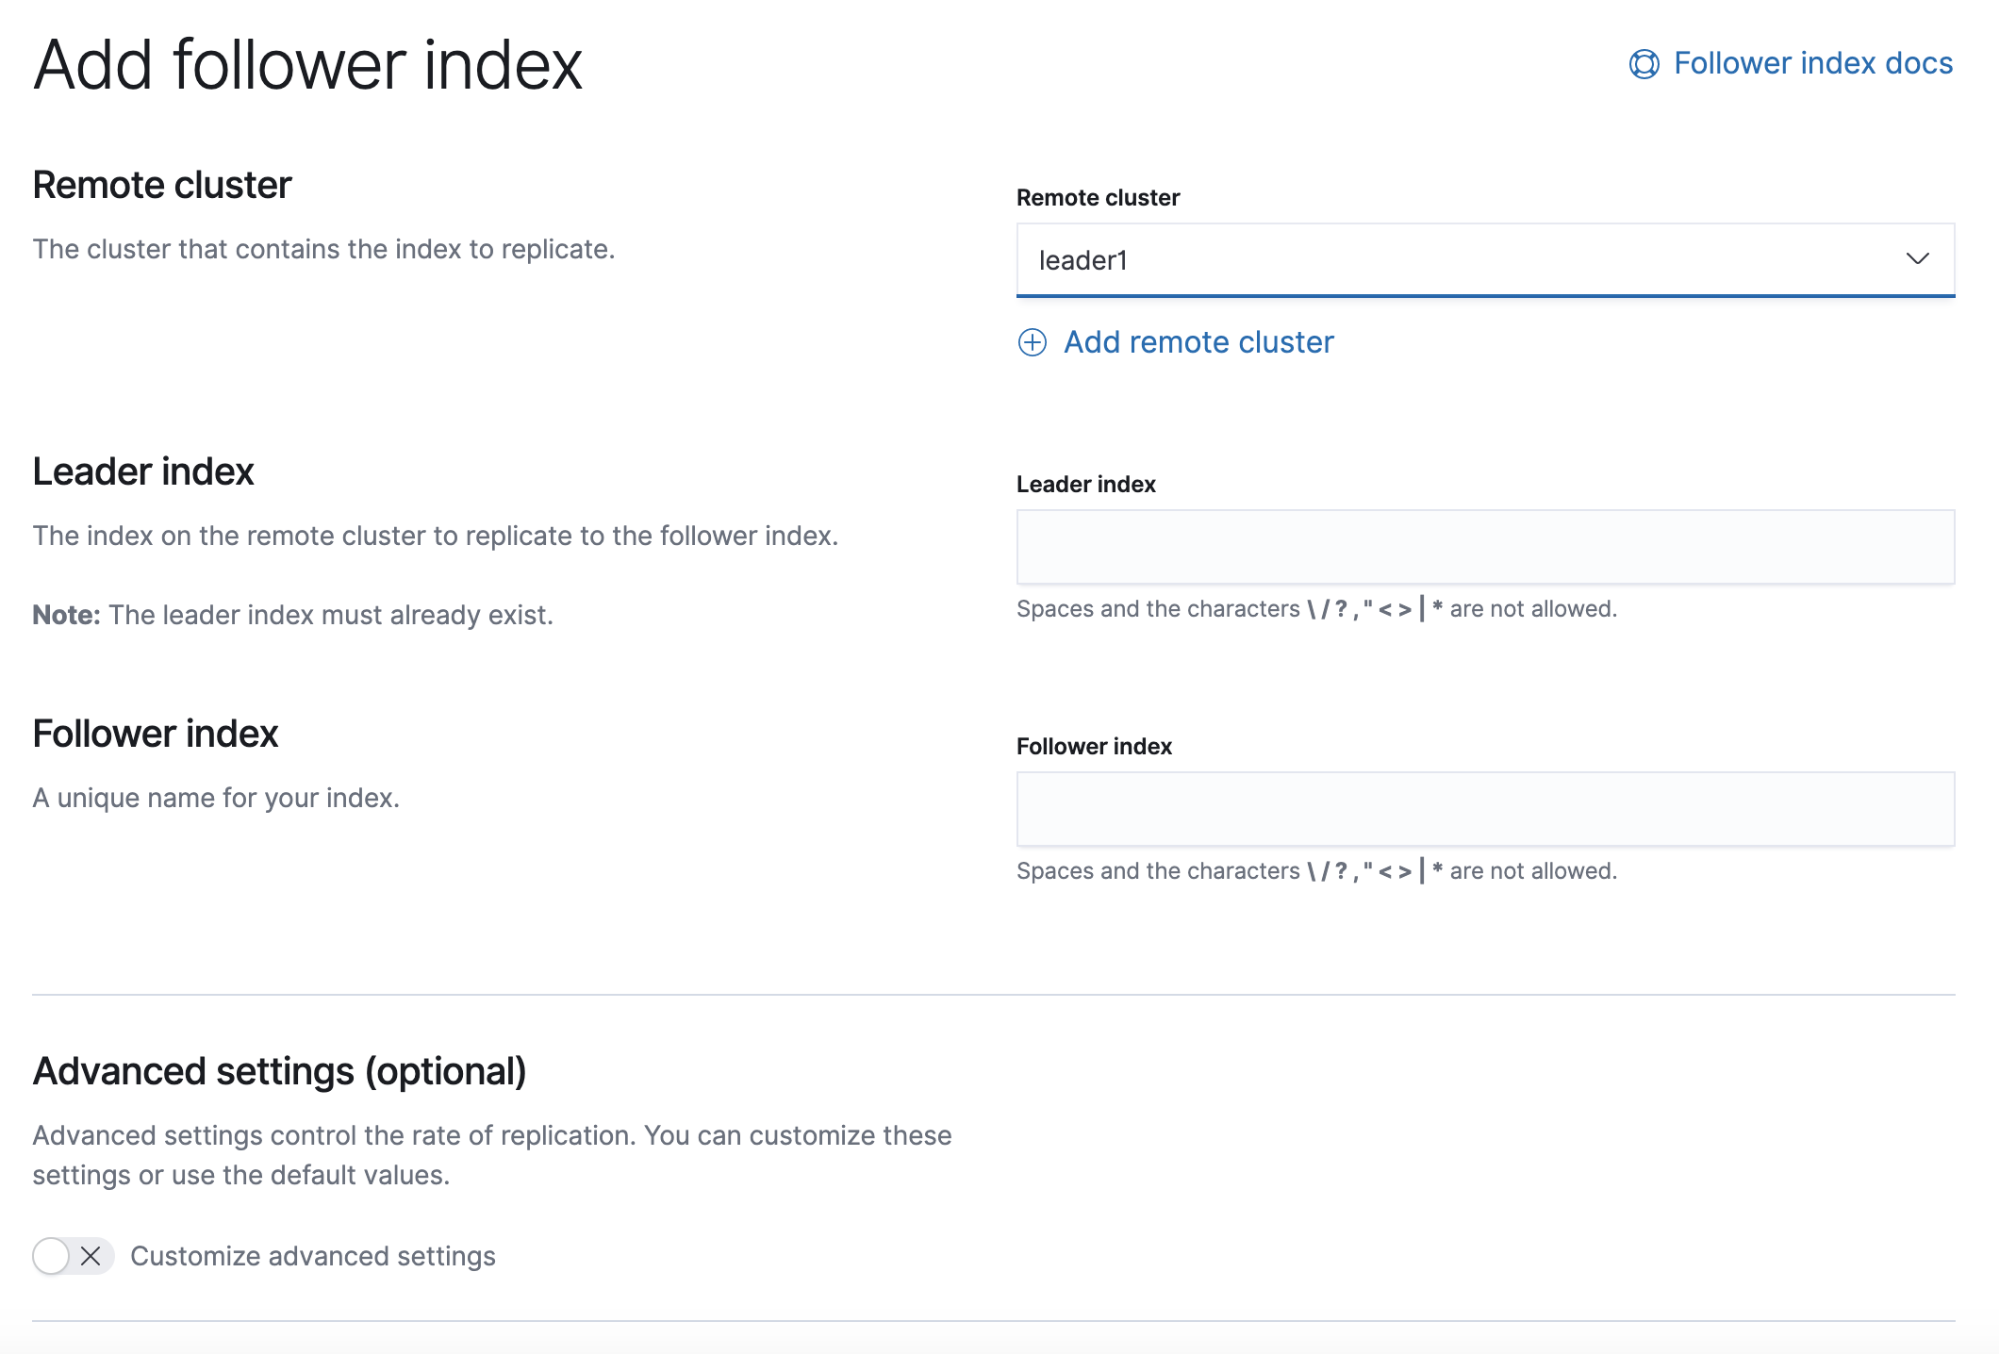 Add follower index
Follower index docs
Remote cluster
The cluster that contains the index to replicate.
Remote cluster
leader1
Add remote cluster
Leader index
The index on the remote cluster to replicate to the follower index.
Note: The leader index must already exist.
Leader index
Spaces and the characters \ / ? , " < > | * are not allowed.
Follower index
A unique name for your index.
Follower index
Spaces and the characters \ / ? , " < > | * are not allowed.
Advanced settings (optional)
Advanced settings control the rate of replication. You can customize these
settings or use the default values.
Customize advanced settings